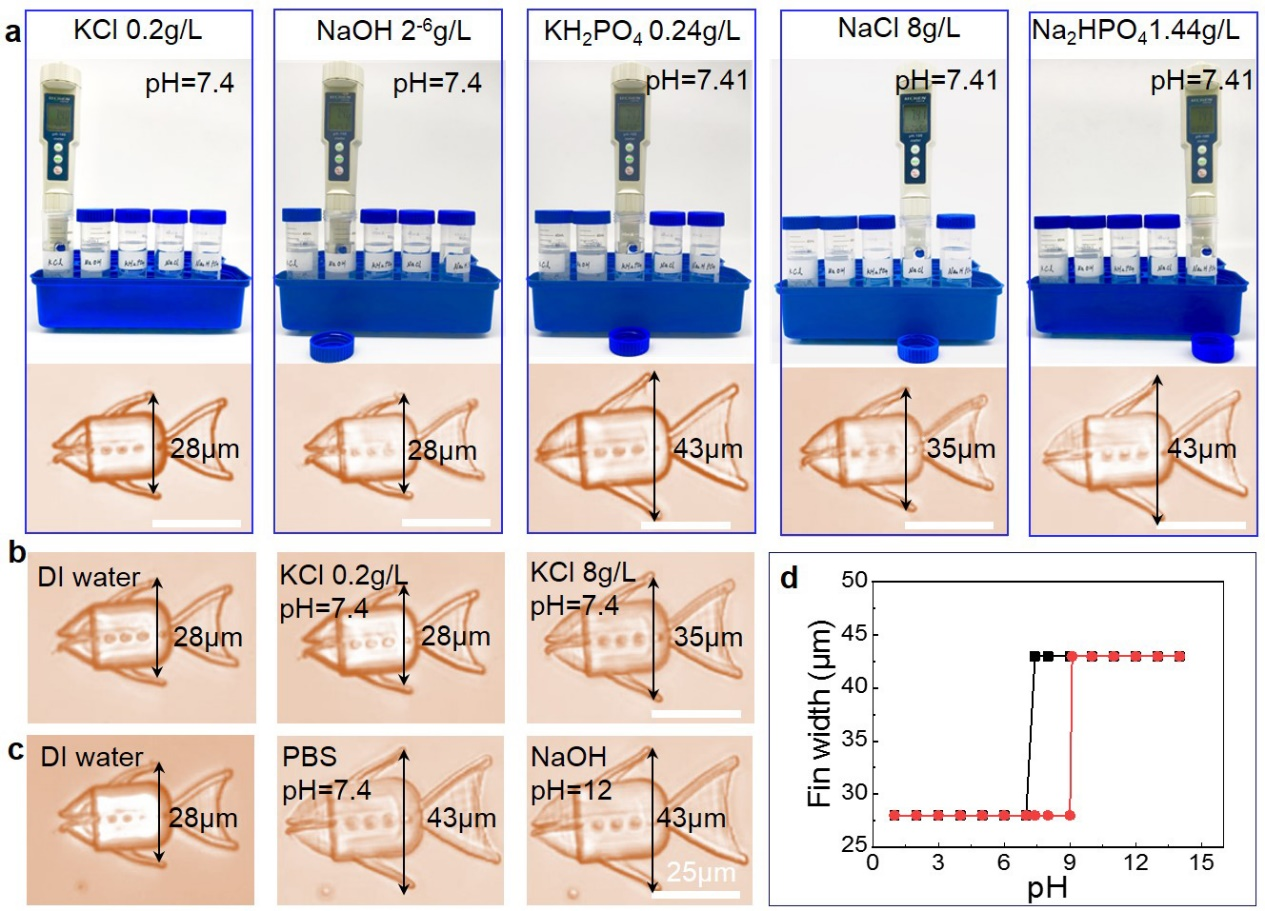 a
KCl 0.2g/L
pH=7.4
28μm
NaOH 2⁻⁶g/L
pH=7.4
28μm
KH₂PO₄ 0.24g/L
pH=7.41
43μm
NaCl 8g/L
pH=7.41
35μm
Na₂HPO₄1.44g/L
pH=7.41
43μm
b
DI water
28μm
KCl 0.2g/L
pH=7.4
28μm
KCl 8g/L
pH=7.4
35μm
c
DI water
28μm
PBS
pH=7.4
43μm
NaOH
pH=12
43μm
25μm
d
Fin width (μm)
50
45
40
35
30
25
0
3
6
9
12
15
pH